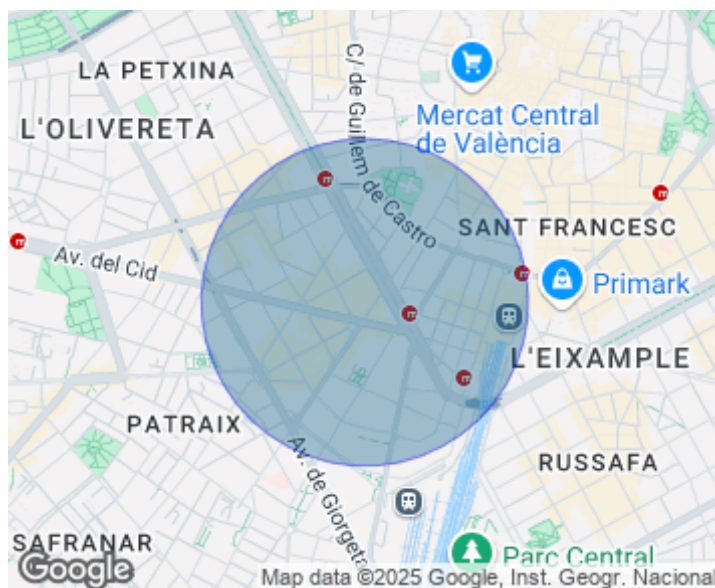 LA PETXINA
C/ de Guillem de Castro
Mercat Central
de València
L'OLIVERETA
SANT FRANCESC
Av. del Cid
Primark
L'EIXAMPLE
PATRAIX
Av. de Giorgeta
RUSSAFA
SAFRANAR
Parc Central
Google
Map data ©2025 Google, Inst. Geogr. Nacional